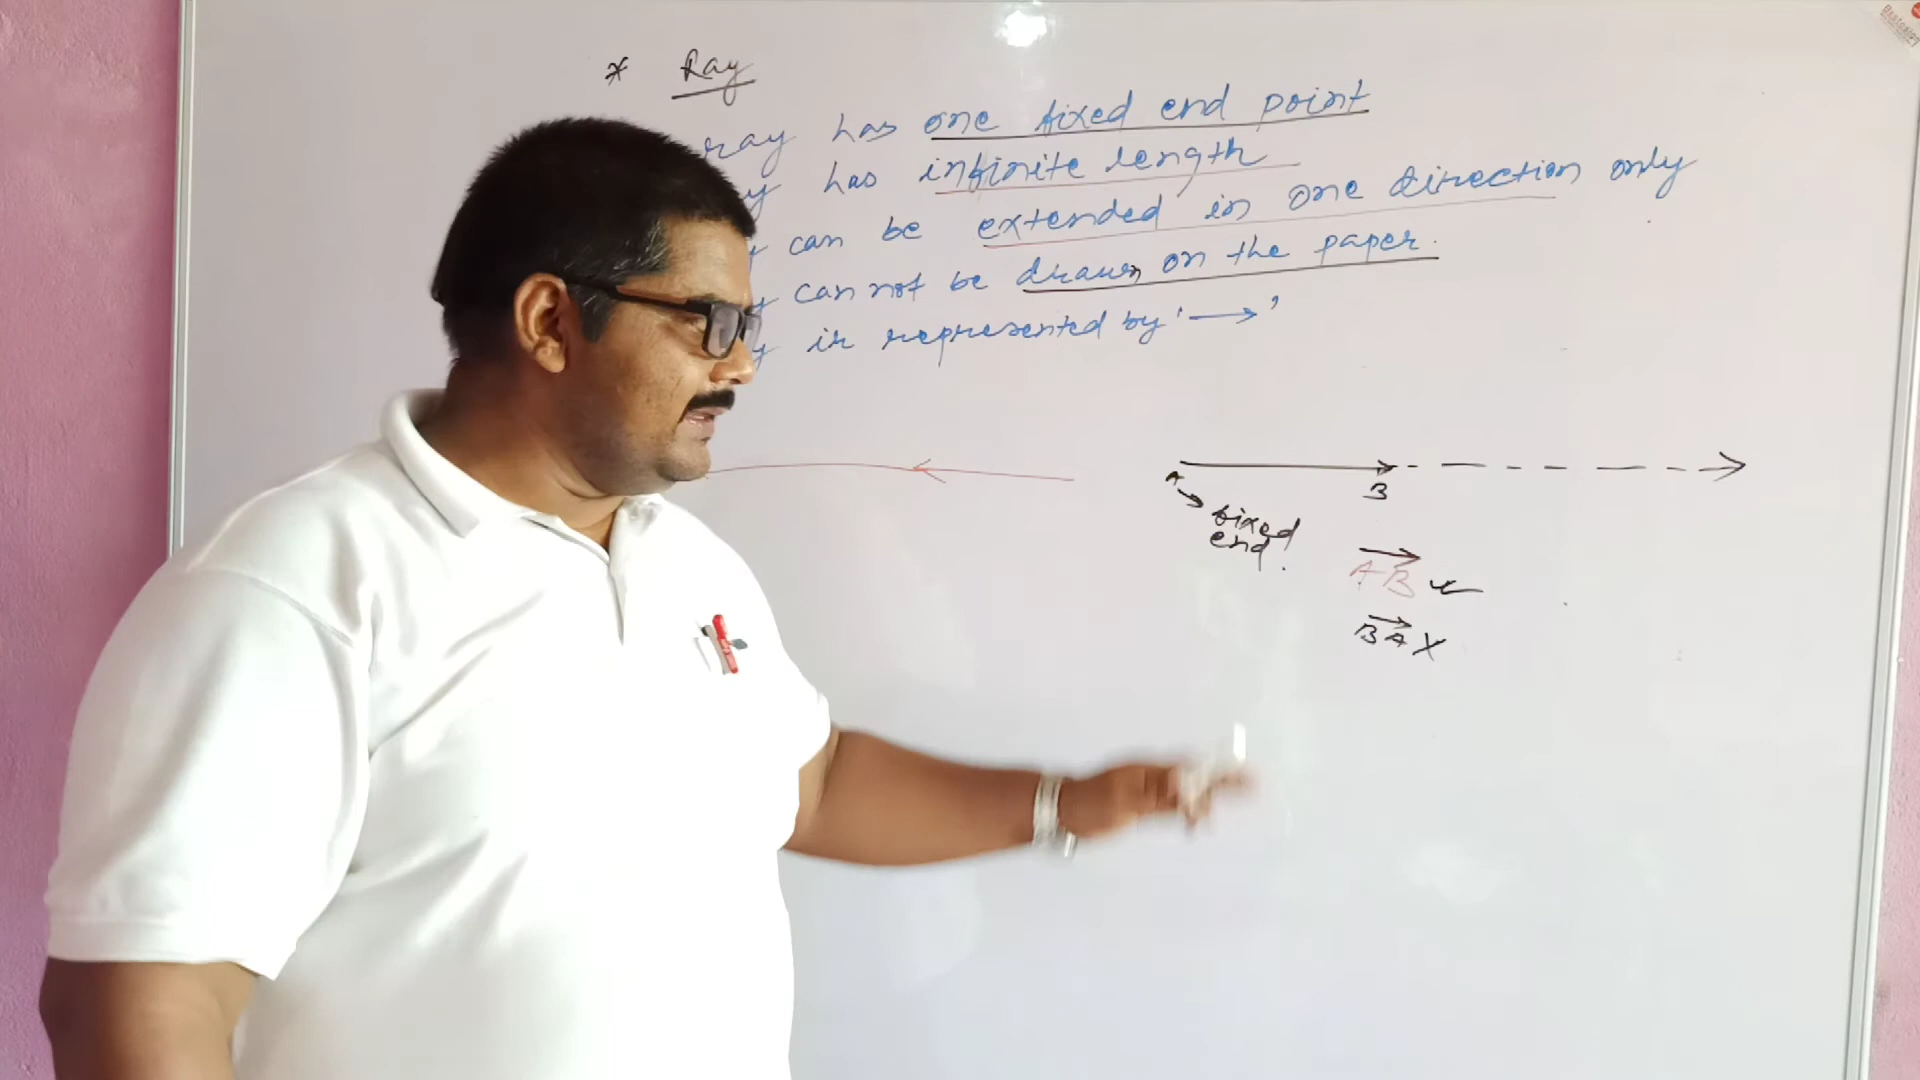 * Ray
ray has one fixed end point
y has infinite length
y can be extended in one direction only
y can not be drawn on the paper.
y is represented by '⟶'
A
B
fixed
end.
AB ✓
BA X